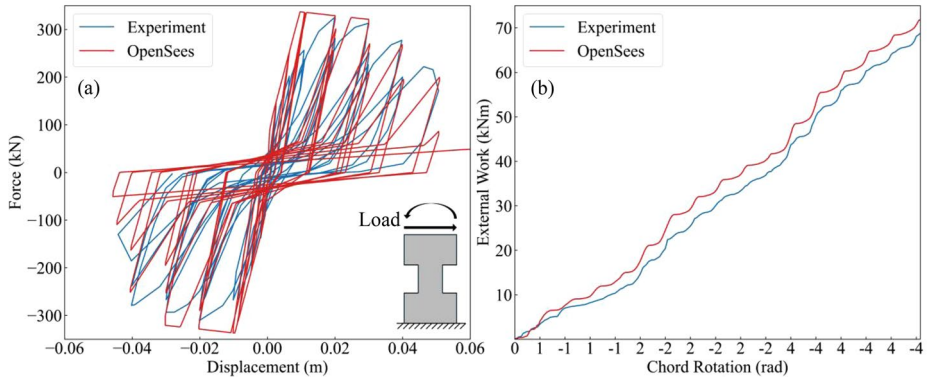 Experiment
OpenSees
(a)
Load
Force (kN)
300
200
100
0
−100
−200
−300
−0.06 −0.04 −0.02 0.00 0.02 0.04 0.06
Displacement (m)
Experiment
OpenSees
(b)
External Work (kNm)
70
60
50
40
30
20
10
0 1 -1 1 -1 2 -2 2 -2 2 -2 4 -4 4 -4 4 -4
Chord Rotation (rad)